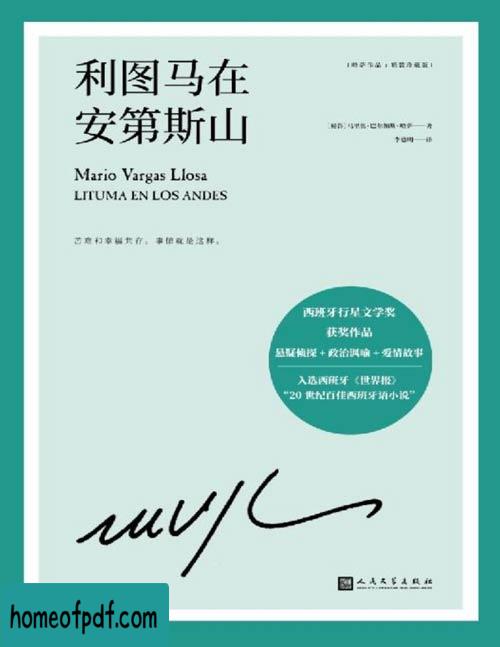 利图马在
安第斯山
Mario Vargas Llosa
LITUMA EN LOS ANDES
〔略萨作品：精装珍藏版〕
〔秘鲁〕马里奥·巴尔加斯·略萨——著
李德明——译
苦难和幸福共存，事情就是这样。
西班牙行星文学奖
获奖作品
悬疑侦探＋政治讽喻＋爱情故事
入选西班牙《世界报》
“20 世纪百佳西班牙语小说”
人民文学出版社
homeofpdf.com